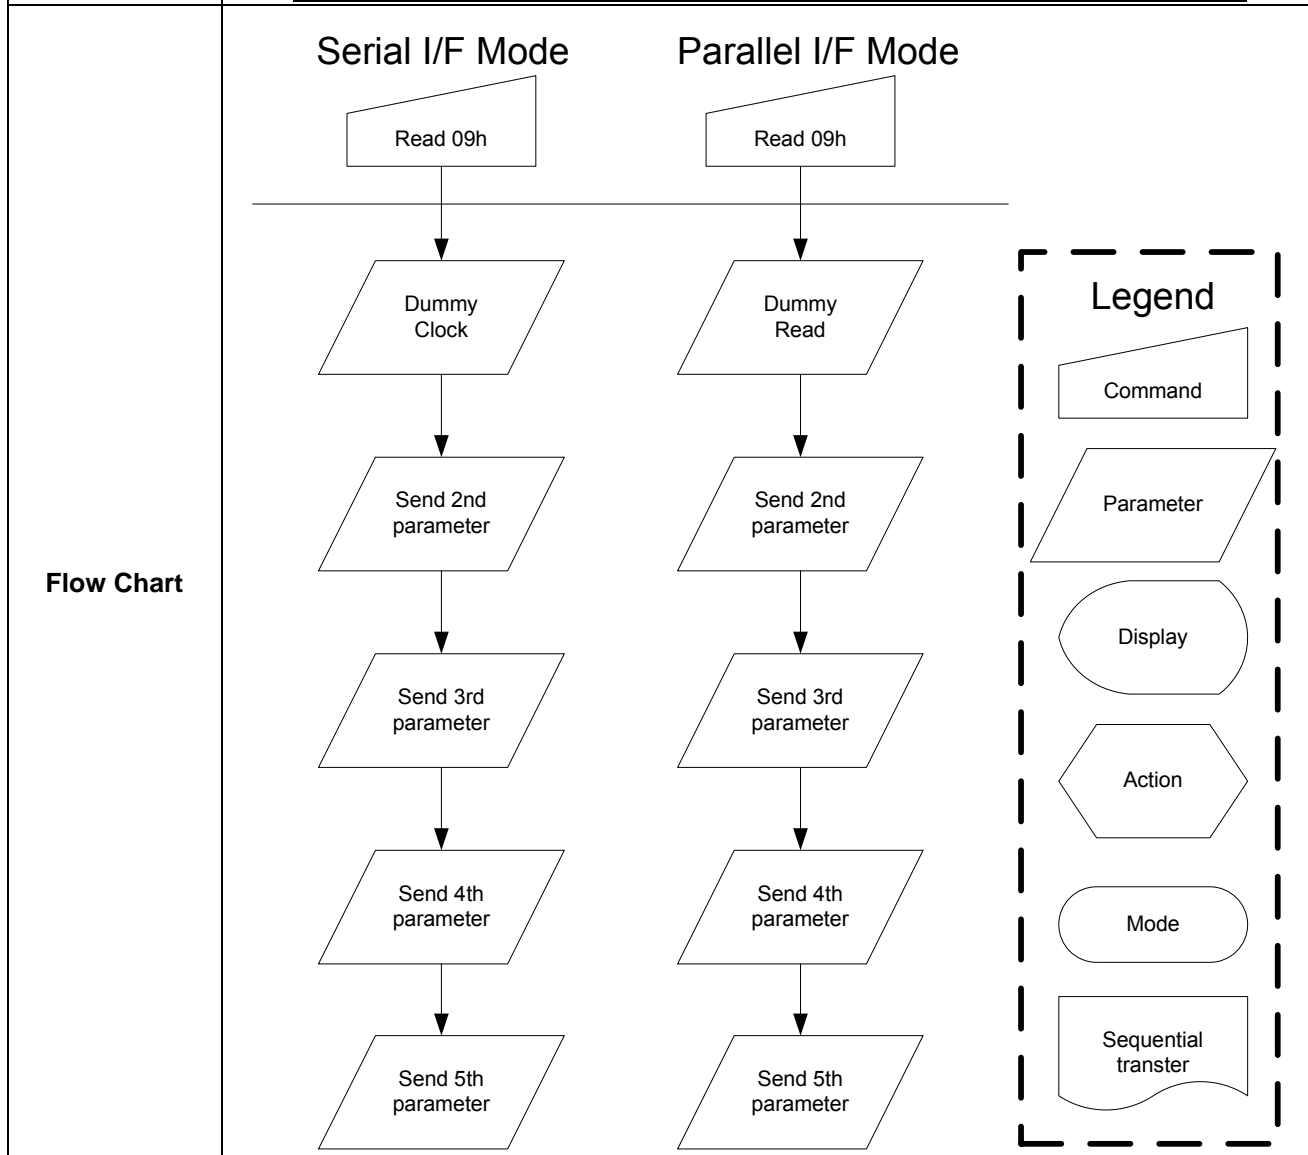 Flow Chart
Serial I/F Mode
Read 09h
Dummy
Clock
Send 2nd
parameter
Send 3rd
parameter
Send 4th
parameter
Send 5th
parameter
Parallel I/F Mode
Read 09h
Dummy
Read
Send 2nd
parameter
Send 3rd
parameter
Send 4th
parameter
Send 5th
parameter
Legend
Command
Parameter
Display
Action
Mode
Sequential
transter